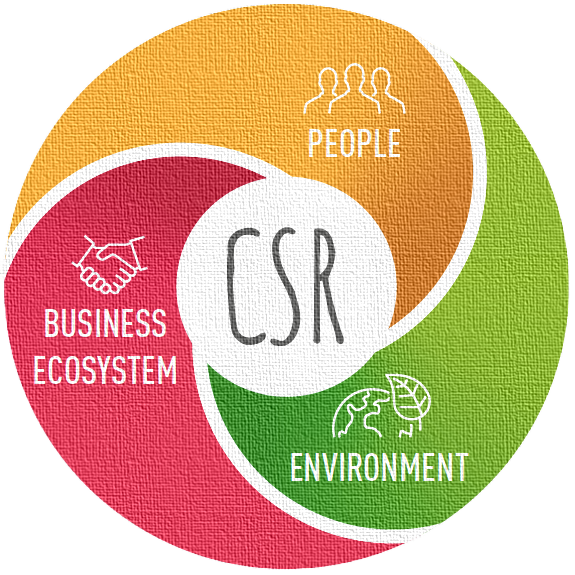 PEOPLE
CSR
BUSINESS
ECOSYSTEM
ENVIRONMENT